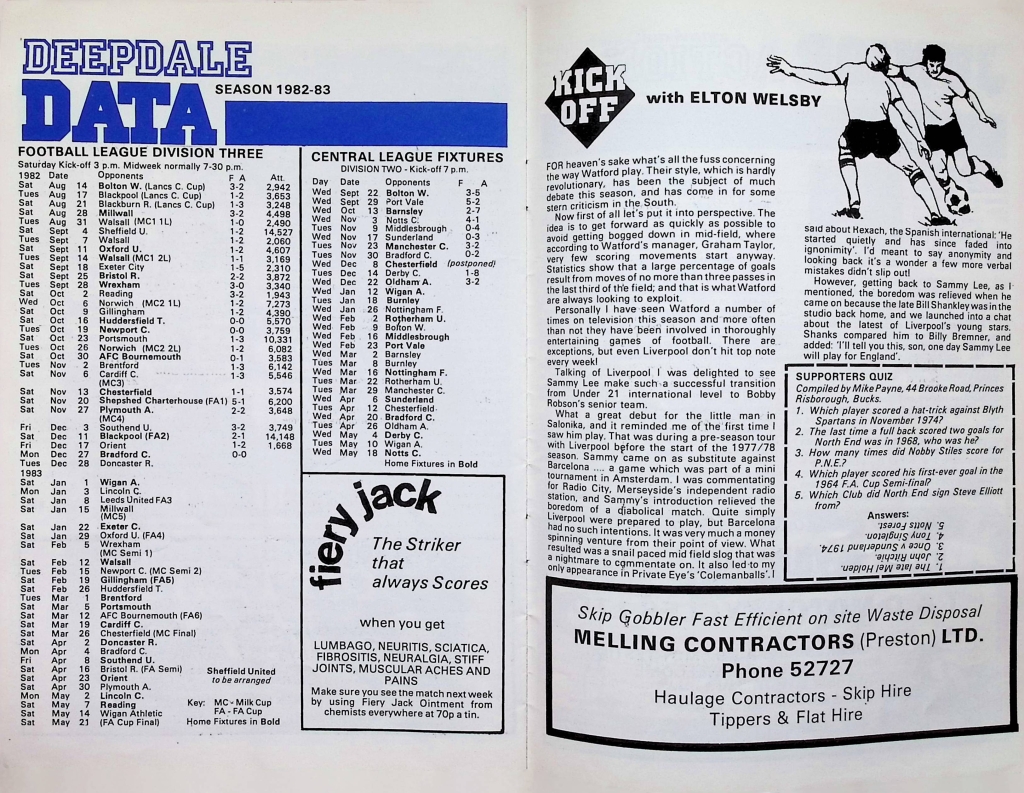 DEEPDALE
DATA
SEASON 1982-83
FOOTBALL LEAGUE DIVISION THREE
Saturday Kick-off 3 p.m. Midweek normally 7-30 p.m.
1982 Date Opponents F A Att.
Sat Aug 14 Bolton W. (Lancs C. Cup) 3-2 2,942
Tues Aug 17 Blackpool (Lancs C. Cup) 1-2 3,653
Sat Aug 21 Blackburn R. (Lancs C. Cup) 1-3 3,248
Sat Aug 28 Millwall 3-2 4,498
Tues Aug 31 Walsall (MC1 1L) 1-0 2,490
Sat Sept 4 Sheffield U. 1-2 14,527
Tues Sept 7 Walsall 1-2 2,060
Sat Sept 11 Oxford U. 1-2 4,607
Tues Sept 14 Walsall (MC1 2L) 1-1 3,169
Sat Sept 18 Exeter City 1-5 2,310
Sat Sept 25 Bristol R. 2-2 3,872
Tues Sept 28 Wrexham 3-0 3,340
Sat Oct 2 Reading 3-2 1,943
Wed Oct 6 Norwich (MC2 1L) 1-2 7,273
Sat Oct 9 Gillingham 1-2 4,390
Sat Oct 16 Huddersfield T. 0-0 5,570
Tues Oct 19 Newport C. 0-0 3,759
Sat Oct 23 Portsmouth 1-3 10,331
Tues Oct 26 Norwich (MC2 2L) 1-2 6,082
Sat Oct 30 AFC Bournemouth 0-1 3,583
Tues Nov 2 Brentford 1-3 6,142
Sat Nov 6 Cardiff C. 1-3 5,546
(MC3)
Sat Nov 13 Chesterfield 1-1 3,574
Sat Nov 20 Shepshed Charterhouse (FA1) 5-1 6,200
Sat Nov 27 Plymouth A. 2-2 3,648
(MC4)
Fri Dec 3 Southend U. 3-2 3,749
Sat Dec 11 Blackpool (FA2) 2-1 14,148
Fri Dec 17 Orient 1-2 1,668
Mon Dec 27 Bradford C. 0-0
Tues Dec 28 Doncaster R.
1983
Sat Jan 1 Wigan A.
Mon Jan 3 Lincoln C.
Sat Jan 8 Leeds United FA3
Sat Jan 15 Millwall
(MC5)
Sat Jan 22 Exeter C.
Sat Jan 29 Oxford U. (FA4)
Sat Feb 5 Wrexham
(MC Semi 1)
Sat Feb 12 Walsall
Tues Feb 15 Newport C. (MC Semi 2)
Sat Feb 19 Gillingham (FA5)
Sat Feb 26 Huddersfield T.
Tues Mar 1 Brentford
Sat Mar 5 Portsmouth
Sat Mar 12 AFC Bournemouth (FA6)
Sat Mar 19 Cardiff C.
Sat Mar 26 Chesterfield (MC Final)
Sat Apr 2 Doncaster R.
Mon Apr 4 Bradford C.
Fri Apr 8 Southend U.
Sat Apr 16 Bristol R. (FA Semi)
Sat Apr 23 Orient
Sat Apr 30 Plymouth A.
Mon May 2 Lincoln C.
Sat May 7 Reading
Sat May 14 Wigan Athletic
Sat May 21 (FA Cup Final)
Sheffield United
to be arranged
Key: MC - Milk Cup
FA - FA Cup
Home Fixtures in Bold
CENTRAL LEAGUE FIXTURES
DIVISION TWO - Kick-off 7 p.m.
Day Date Opponents F A
Wed Sept 22 Bolton W. 3-5
Wed Sept 29 Port Vale 5-2
Wed Oct 13 Barnsley 2-7
Wed Nov 3 Notts C. 4-1
Tues Nov 9 Middlesbrough 0-4
Wed Nov 17 Sunderland 0-3
Tues Nov 23 Manchester C. 3-2
Tues Nov 30 Bradford C. 0-2
Wed Dec 8 Chesterfield (postponed)
Tues Dec 14 Derby C. 1-8
Wed Dec 22 Oldham A. 3-2
Wed Jan 12 Wigan A.
Tues Jan 18 Burnley
Wed Jan 26 Nottingham F.
Wed Feb 2 Rotherham U.
Wed Feb 9 Bolton W.
Wed Feb 16 Middlesbrough
Wed Feb 23 Port Vale
Wed Mar 2 Barnsley
Tues Mar 8 Burnley
Wed Mar 16 Nottingham F.
Tues Mar 22 Rotherham U.
Tues Mar 29 Manchester C.
Wed Apr 6 Sunderland
Tues Apr 12 Chesterfield
Wed Apr 20 Bradford C.
Tues Apr 26 Oldham A.
Wed May 4 Derby C.
Tues May 10 Wigan A.
Wed May 18 Notts C.
Home Fixtures in Bold
fiery jack
The Striker
that
always Scores
when you get
LUMBAGO, NEURITIS, SCIATICA,
FIBROSITIS, NEURALGIA, STIFF
JOINTS, MUSCULAR ACHES AND
PAINS
Make sure you see the match next week
by using Fiery Jack Ointment from
chemists everywhere at 70p a tin.
KICK
OFF
with ELTON WELSBY
FOR heaven's sake what's all the fuss concerning
the way Watford play. Their style, which is hardly
revolutionary, has been the subject of much
debate this season, and has come in for some
stern criticism in the South.
Now first of all let's put it into perspective. The
idea is to get forward as quickly as possible to
avoid getting bogged down in mid-field, where
according to Watford's manager, Graham Taylor,
very few scoring movements start anyway.
Statistics show that a large percentage of goals
result from moves of no more than three passes in
the last third of the field; and that is what Watford
are always looking to exploit.
Personally I have seen Watford a number of
times on television this season and more often
than not they have been involved in thoroughly
entertaining games of football. There are
exceptions, but even Liverpool don't hit top note
every week!
Talking of Liverpool I was delighted to see
Sammy Lee make such a successful transition
from Under 21 international level to Bobby
Robson's senior team.
What a great debut for the little man in
Salonika, and it reminded me of the first time I
saw him play. That was during a pre-season tour
with Liverpool before the start of the 1977/78
season. Sammy came on as substitute against
Barcelona .... a game which was part of a mini
tournament in Amsterdam. I was commentating
for Radio City, Merseyside's independent radio
station, and Sammy's introduction relieved the
boredom of a diabolical match. Quite simply
Liverpool were prepared to play, but Barcelona
had no such intentions. It was very much a money
spinning venture from their point of view. What
resulted was a snail paced mid field slog that was
a nightmare to commentate on. It also led to my
only appearance in Private Eye's 'Colemanballs'. I
said about Rexach, the Spanish international: 'He
started quietly and has since faded into
ignonimity'. I'd meant to say anonymity and
looking back it's a wonder a few more verbal
mistakes didn't slip out!
However, getting back to Sammy Lee, as I
mentioned, the boredom was relieved when he
came on because the late Bill Shankley was in the
studio back home, and we launched into a chat
about the latest of Liverpool's young stars.
Shanks compared him to Billy Bremner, and
added: 'I'll tell you this, son, one day Sammy Lee
will play for England'.
SUPPORTERS QUIZ
Compiled by Mike Payne, 44 Brooke Road, Princes
Risborough, Bucks.
1. Which player scored a hat-trick against Blyth
Spartans in November 1974?
2. The last time a full back scored two goals for
North End was in 1968, who was he?
3. How many times did Nobby Stiles score for
P.N.E.?
4. Which player scored his first-ever goal in the
1964 F.A. Cup Semi-final?
5. Which Club did North End sign Steve Elliott
from?
Answers:
1. The late Mel Holden.
2. John Ritchie.
3. Once v Sunderland 1974.
4. Tony Singleton.
5. Notts Forest.
Skip Gobbler Fast Efficient on site Waste Disposal
MELLING CONTRACTORS (Preston) LTD.
Phone 52727
Haulage Contractors - Skip Hire
Tippers & Flat Hire